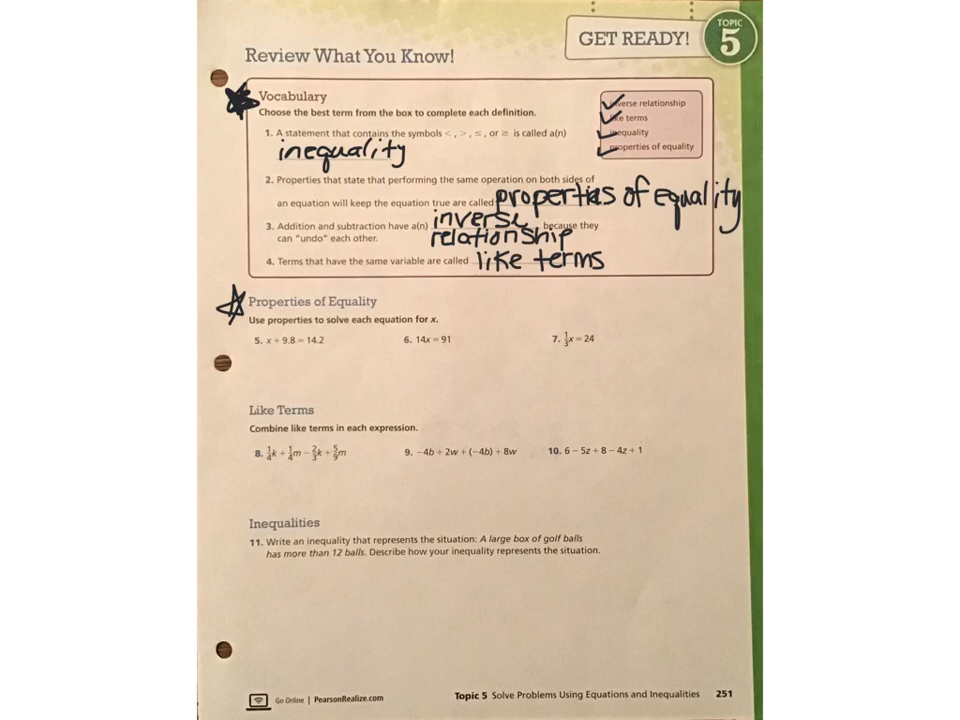 TOPIC
5
GET READY!
Review What You Know!
Vocabulary
Choose the best term from the box to complete each definition.
inverse relationship
like terms
inequality
properties of equality
1. A statement that contains the symbols <, >, ≤, or ≥ is called a(n)
inequality
2. Properties that state that performing the same operation on both sides of
an equation will keep the equation true are called properties of equality
3. Addition and subtraction have a(n) inverse relationship, because they
can "undo" each other.
4. Terms that have the same variable are called like terms
Properties of Equality
Use properties to solve each equation for x.
5. x + 9.8 = 14.2
6. 14x = 91
7. 1/3x = 24
Like Terms
Combine like terms in each expression.
8. 1/4k + 1/4m − 2/3k + 5/9m
9. −4b + 2w + (−4b) + 8w
10. 6 − 5z + 8 − 4z + 1
Inequalities
11. Write an inequality that represents the situation: A large box of golf balls
has more than 12 balls. Describe how your inequality represents the situation.
Go Online | PearsonRealize.com
Topic 5 Solve Problems Using Equations and Inequalities 251